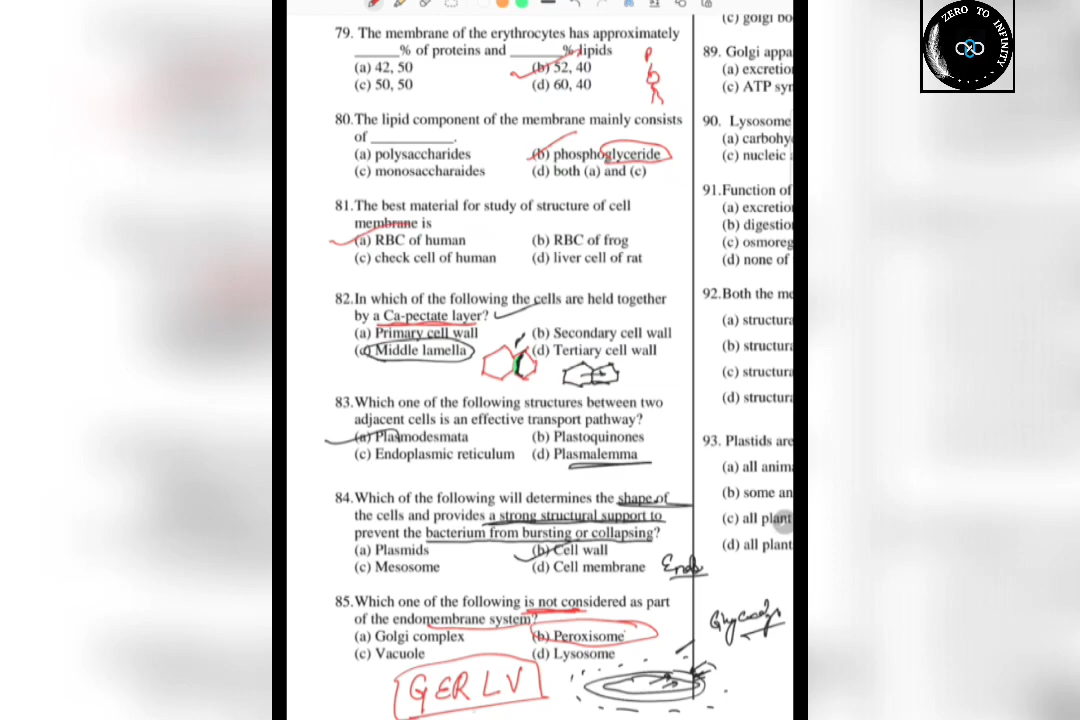 79. The membrane of the erythrocytes has approximately
______% of proteins and ______% lipids
(a) 42, 50 (b) 52, 40
(c) 50, 50 (d) 60, 40
80.The lipid component of the membrane mainly consists
of __________.
(a) polysaccharides (b) phosphoglyceride
(c) monosaccharaides (d) both (a) and (c)
81.The best material for study of structure of cell
membrane is
(a) RBC of human (b) RBC of frog
(c) check cell of human (d) liver cell of rat
82.In which of the following the cells are held together
by a Ca-pectate layer?
(a) Primary cell wall (b) Secondary cell wall
(c) Middle lamella (d) Tertiary cell wall
83.Which one of the following structures between two
adjacent cells is an effective transport pathway?
(a) Plasmodesmata (b) Plastoquinones
(c) Endoplasmic reticulum (d) Plasmalemma
84.Which of the following will determines the shape of
the cells and provides a strong structural support to
prevent the bacterium from bursting or collapsing?
(a) Plasmids (b) Cell wall
(c) Mesosome (d) Cell membrane
Endo
85.Which one of the following is not considered as part
of the endomembrane system?
(a) Golgi complex (b) Peroxisome
(c) Vacuole (d) Lysosome
GERLV
(c) golgi bo
89. Golgi appa
(a) excretio
(c) ATP syn
90. Lysosome
(a) carbohy
(c) nucleic
91.Function of
(a) excretio
(b) digestio
(c) osmoreg
(d) none of
92.Both the me
(a) structura
(b) structura
(c) structura
(d) structura
93. Plastids are
(a) all anim
(b) some an
(c) all plant
(d) all plant
ZERO TO INFINITY